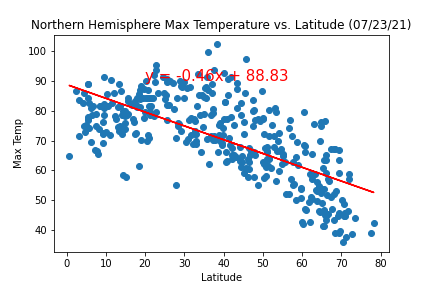 Northern Hemisphere Max Temperature vs. Latitude (07/23/21)
y = -0.46x + 88.83
100
90
80
70
60
50
40
Max Temp
0 10 20 30 40 50 60 70 80
Latitude